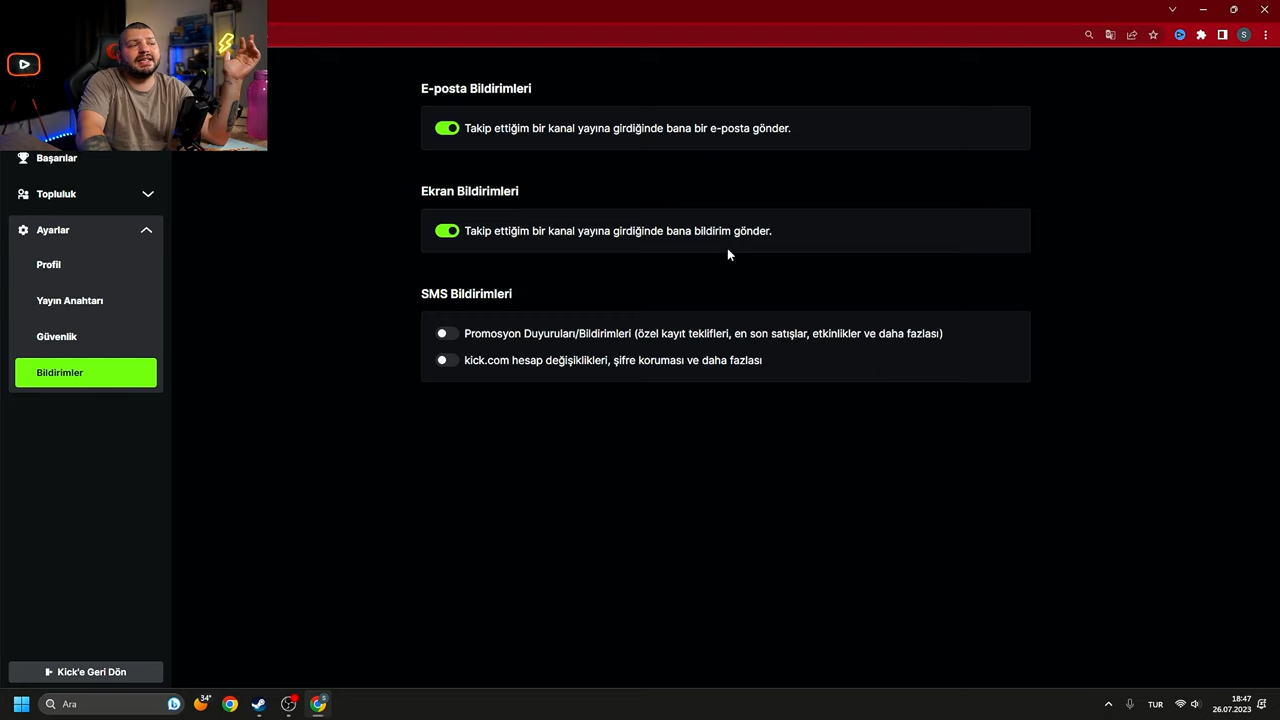 E-posta Bildirimleri
Takip ettiğim bir kanal yayına girdiğinde bana bir e-posta gönder.
Başarılar
Topluluk
Ekran Bildirimleri
Ayarlar
Takip ettiğim bir kanal yayına girdiğinde bana bildirim gönder.
Profil
Yayın Anahtarı
SMS Bildirimleri
Güvenlik
Promosyon Duyuruları/Bildirimleri (özel kayıt teklifleri, en son satışlar, etkinlikler ve daha fazlası)
kick.com hesap değişiklikleri, şifre koruması ve daha fazlası
Bildirimler
Kick'e Geri Dön
Ara
34°
TUR
18:47
26.07.2023
S
S